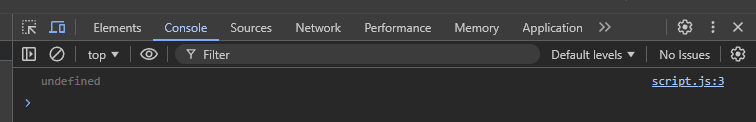 Elements Console Sources Network Performance Memory Application
top Filter Default levels No Issues
undefined script.js:3